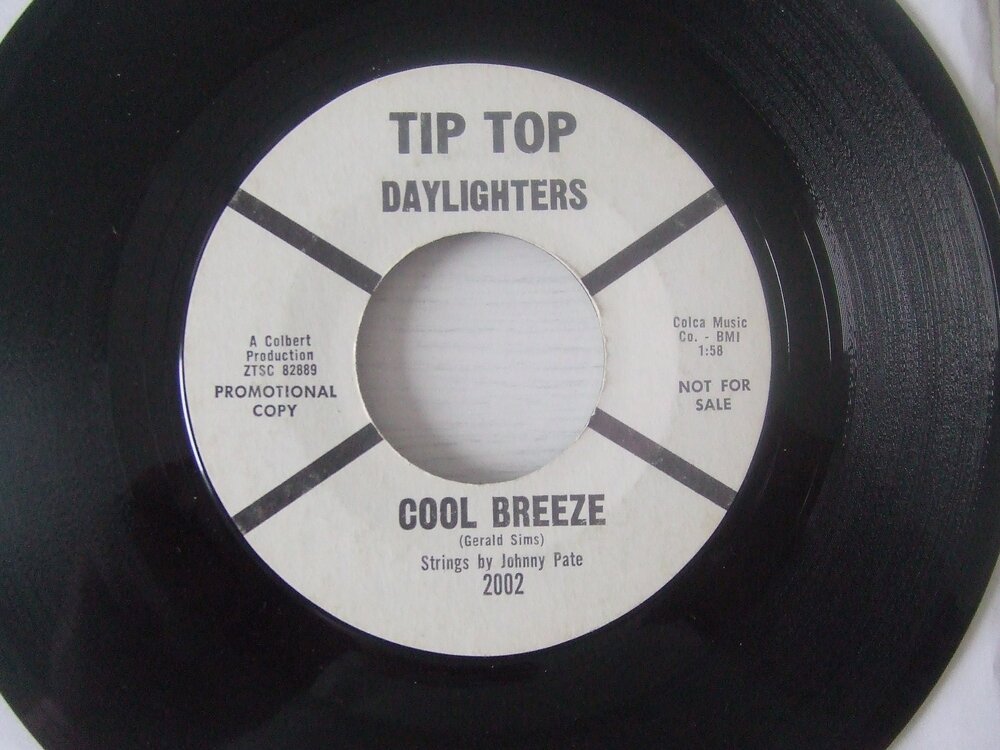 TIP TOP
DAYLIGHTERS
A Colbert
Production
ZTSC 82889
PROMOTIONAL
COPY
Colca Music
Co. - BMI
1:58
NOT FOR
SALE
COOL BREEZE
(Gerald Sims)
Strings by Johnny Pate
2002